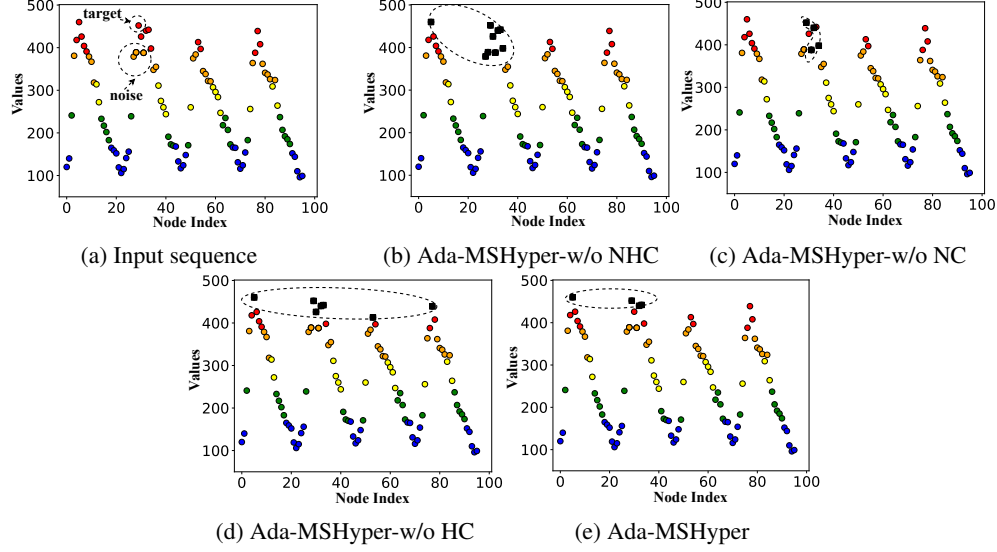 500
400
300
200
100
Values
target
noise
0 20 40 60 80 100
Node Index
(a) Input sequence
500
400
300
200
100
Values
0 20 40 60 80 100
Node Index
(b) Ada-MSHyper-w/o NHC
500
400
300
200
100
Values
0 20 40 60 80 100
Node Index
(c) Ada-MSHyper-w/o NC
500
400
300
200
100
Values
0 20 40 60 80 100
Node Index
(d) Ada-MSHyper-w/o HC
500
400
300
200
100
Values
0 20 40 60 80 100
Node Index
(e) Ada-MSHyper